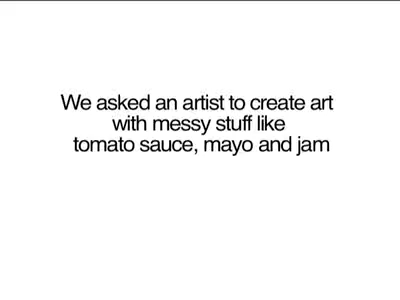 We asked an artist to create art
with messy stuff like
tomato sauce, mayo and jam